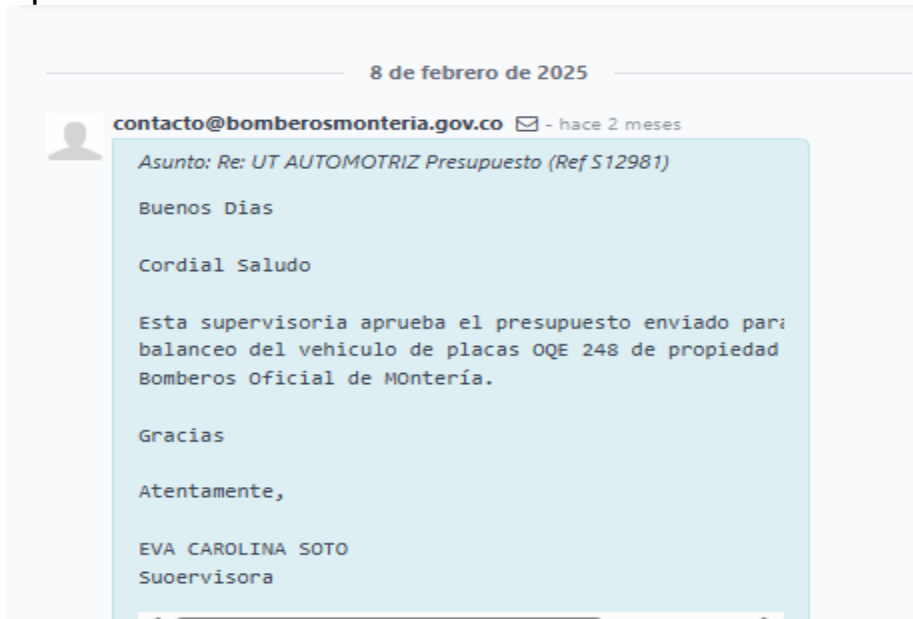 8 de febrero de 2025
contacto@bomberosmonteria.gov.co - hace 2 meses
Asunto: Re: UT AUTOMOTRIZ Presupuesto (Ref S12981)
Buenos Dias
Cordial Saludo
Esta supervisoria aprueba el presupuesto enviado para
balanceo del vehiculo de placas OQE 248 de propiedad
Bomberos Oficial de MOntería.
Gracias
Atentamente,
EVA CAROLINA SOTO
Suoervisora